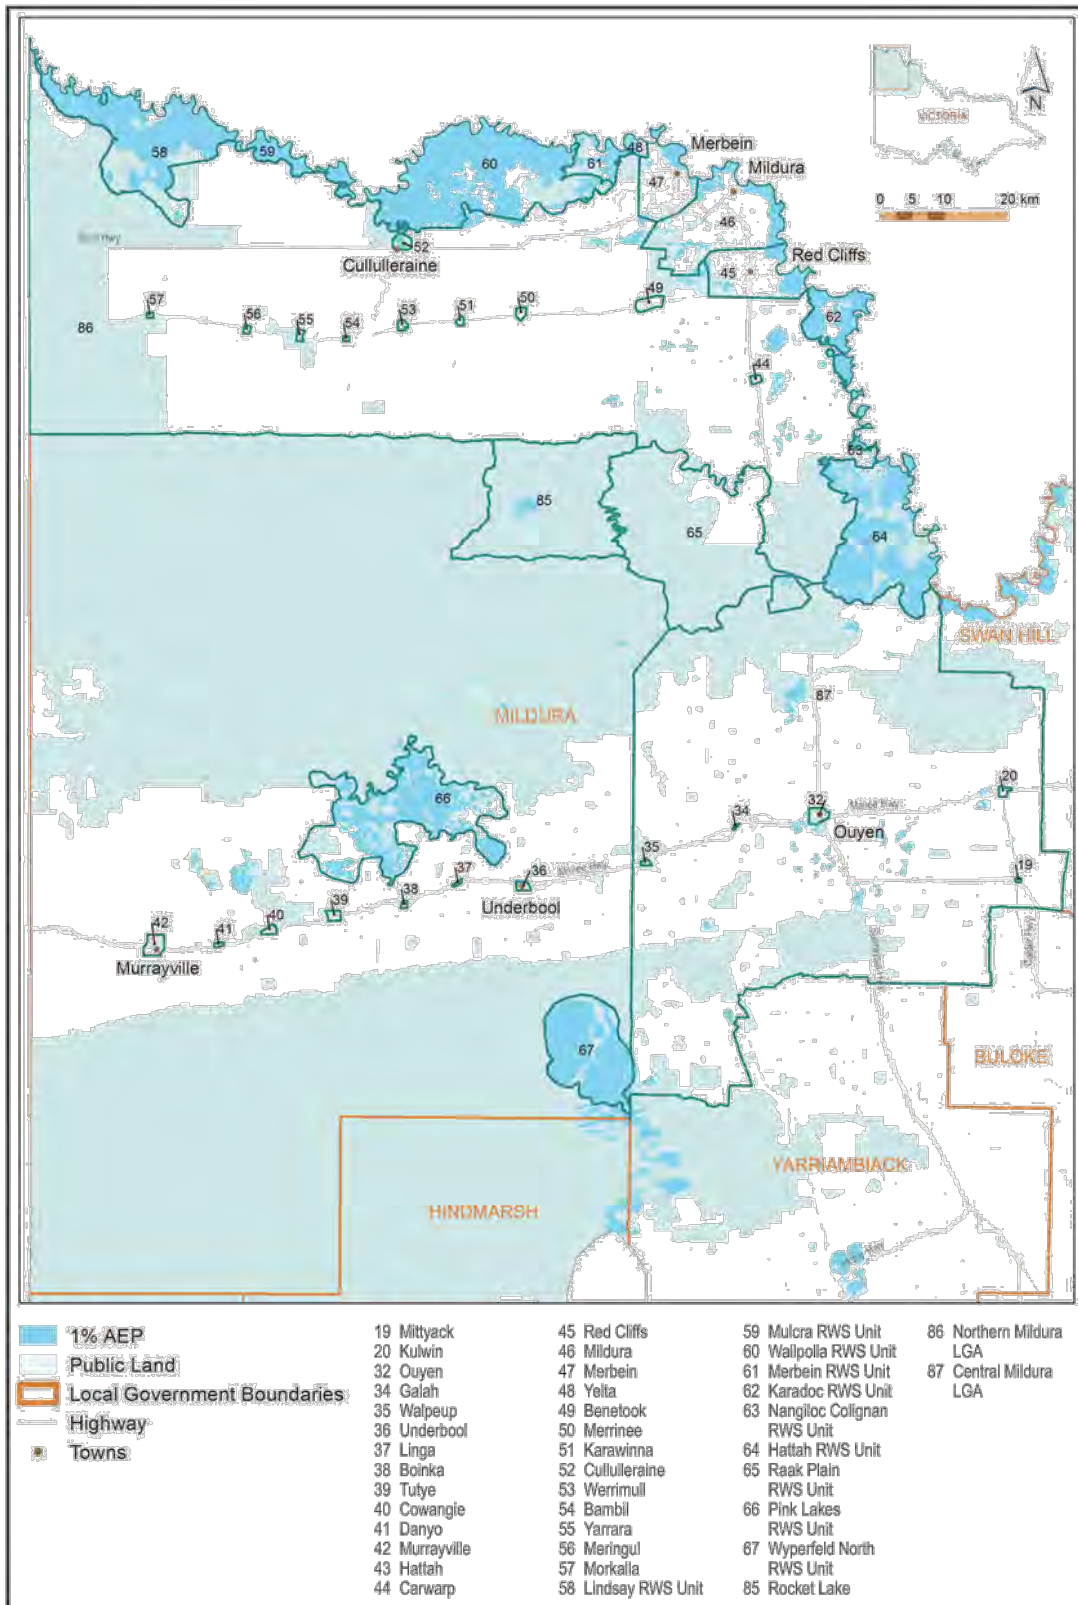 VICTORIA
N
0 5 10 20 km
Merbein
Mildura
58
59
60
61
48
47
46
52
Cullulleraine
Red Cliffs
45
49
57
56
55
54
53
51
50
62
86
44
63
85
65
64
SWAN HILL
MILDURA
87
66
20
32
34
Ouyen
35
36
37
38
39
19
Underbool
40
41
42
Murrayville
67
BULOKE
YARRIAMBIACK
HINDMARSH
1% AEP
Public Land
Local Government Boundaries
Highway
Towns
19 Mittyack
20 Kulwin
32 Ouyen
34 Galah
35 Walpeup
36 Underbool
37 Linga
38 Boinka
39 Tutye
40 Cowangie
41 Danyo
42 Murrayville
43 Hattah
44 Carwarp
45 Red Cliffs
46 Mildura
47 Merbein
48 Yelta
49 Benetook
50 Merrinee
51 Karawinna
52 Cullulleraine
53 Werrimull
54 Bambil
55 Yarrara
56 Meringul
57 Morkalla
58 Lindsay RWS Unit
59 Mulcra RWS Unit
60 Wallpolla RWS Unit
61 Merbein RWS Unit
62 Karadoc RWS Unit
63 Nangiloc Colignan
RWS Unit
64 Hattah RWS Unit
65 Raak Plain
RWS Unit
66 Pink Lakes
RWS Unit
67 Wyperfeld North
RWS Unit
85 Rocket Lake
86 Northern Mildura
LGA
87 Central Mildura
LGA